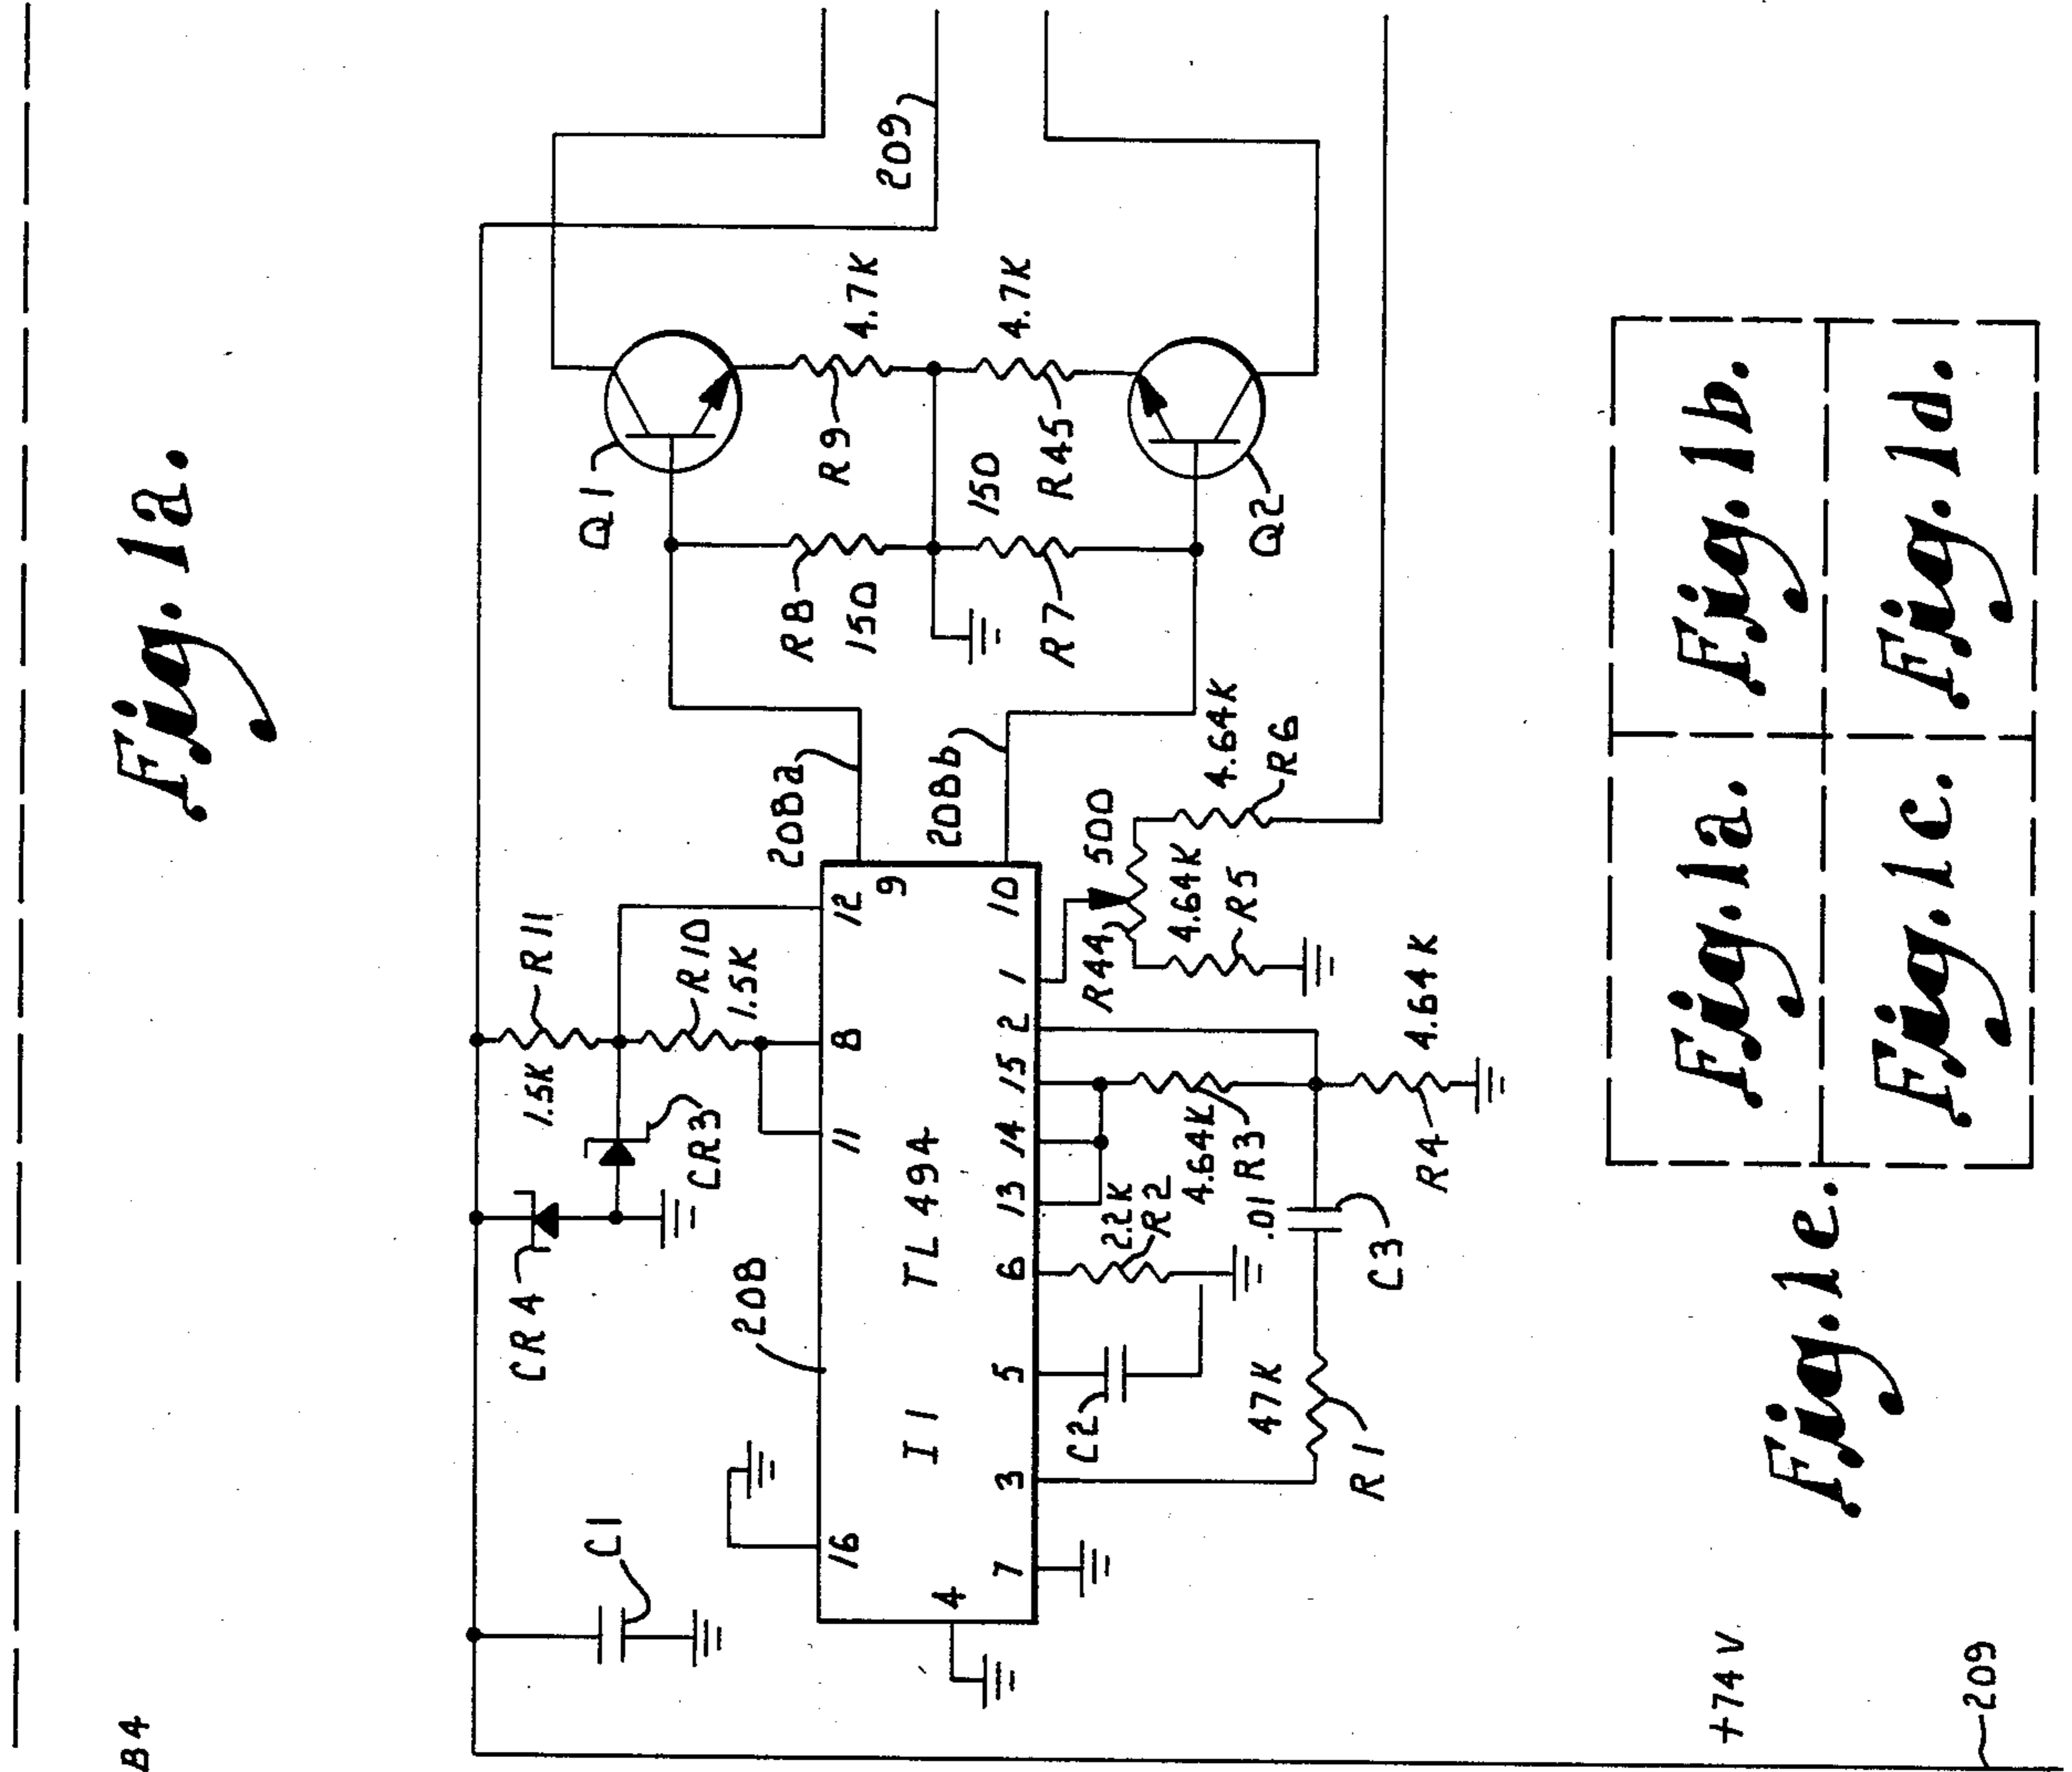 Fig. 1a.
84
209
Q1
R9
4.7K
4.7K
R45
150
R8
150
R7
Q2
208a
208b
R11
1.5K
R10
1.5K
CR3
CR4
208
C1
12
9
8
11
16
4
10
1
2
15
14
13
6
5
3
7
I1
TL494
R44
500
4.64K
R6
4.64K
R5
4.64K
R4
4.64K
R3
2.2K
R2
.01
C3
C2
47K
R1
+74V
209
Fig. 1a.
Fig. 1b.
Fig. 1c.
Fig. 1d.
Fig. 1e.